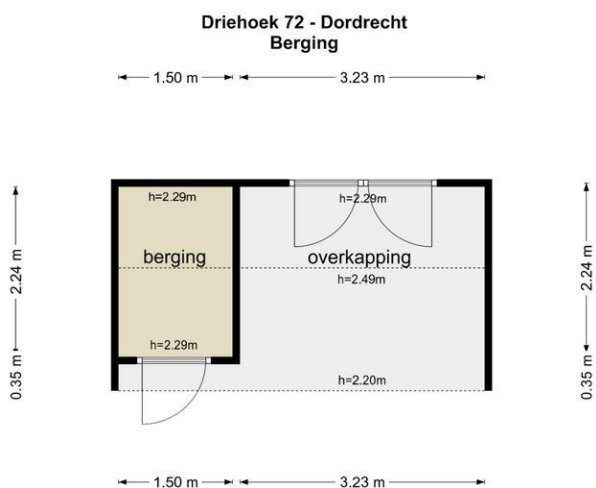 Driehoek 72 - Dordrecht
Berging
1.50 m
3.23 m
h=2.29m
h=2.29m
2.24 m
2.24 m
berging
overkapping
h=2.49m
h=2.29m
0.35 m
0.35 m
h=2.20m
1.50 m
3.23 m